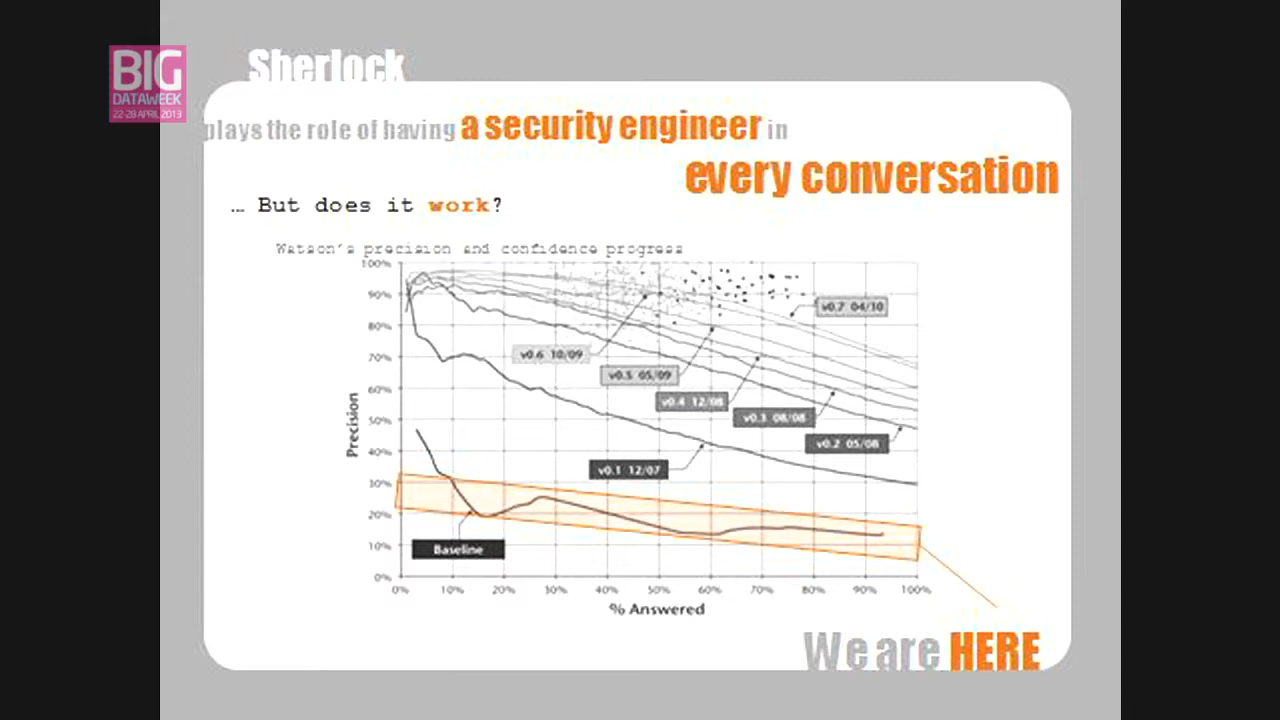 BIG
DATAWEEK
22-28 APRIL 2013
Sherlock
plays the role of having a security engineer in
every conversation
… But does it work?
Watson's precision and confidence progress
100%
90%
80%
70%
60%
50%
40%
30%
20%
10%
0%
Precision
v0.7 04/10
v0.6 10/09
v0.5 05/09
v0.4 12/08
v0.3 08/08
v0.2 05/08
v0.1 12/07
Baseline
0% 10% 20% 30% 40% 50% 60% 70% 80% 90% 100%
% Answered
We are HERE